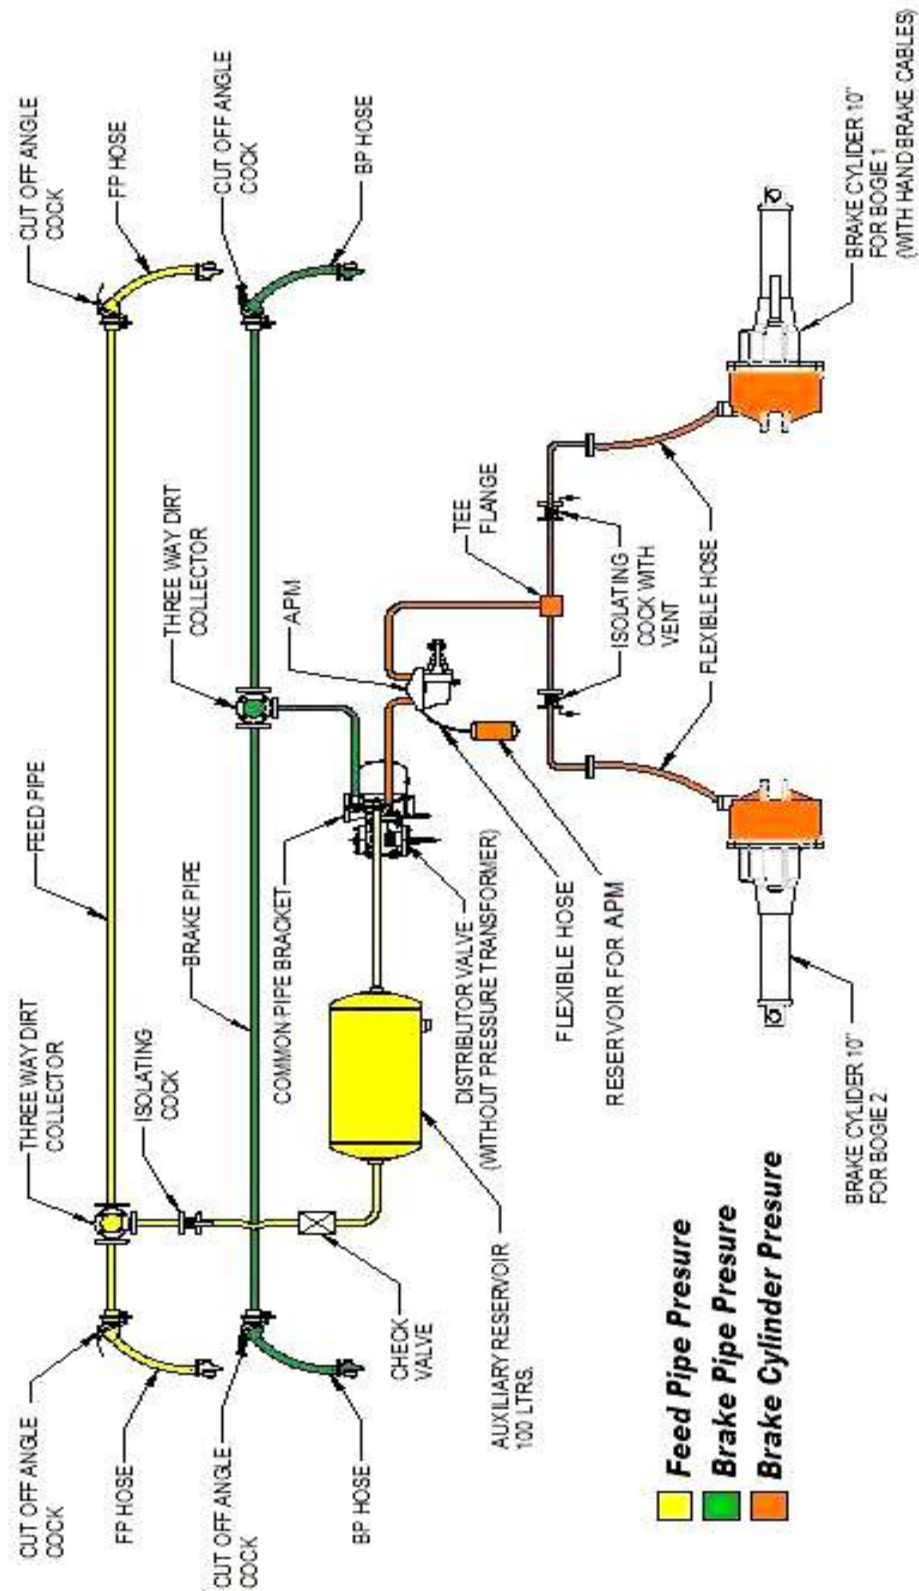 CUT OFF ANGLE
COCK
FP HOSE
CUT OFF ANGLE
COCK
BP HOSE
THREE WAY DIRT
COLLECTOR
ISOLATING
COCK
FEED PIPE
BRAKE PIPE
COMMON PIPE BRACKET
THREE WAY DIRT
COLLECTOR
APM
CUT OFF ANGLE
COCK
FP HOSE
CUT OFF ANGLE
COCK
BP HOSE
CHECK
VALVE
AUXILIARY RESERVOIR
100 LTRS.
DISTRIBUTOR VALVE
(WITHOUT PRESSURE TRANSFORMER)
FLEXIBLE HOSE
RESERVOIR FOR APM
TEE
FLANGE
ISOLATING
COCK WITH
VENT
FLEXIBLE HOSE
BRAKE CYLINDER 10"
FOR BOGIE 2
BRAKE CYLINDER 10"
FOR BOGIE 1
(WITH HANDBRAKE CABLES)
Feed Pipe Presure
Brake Pipe Presure
Brake Cylinder Presure